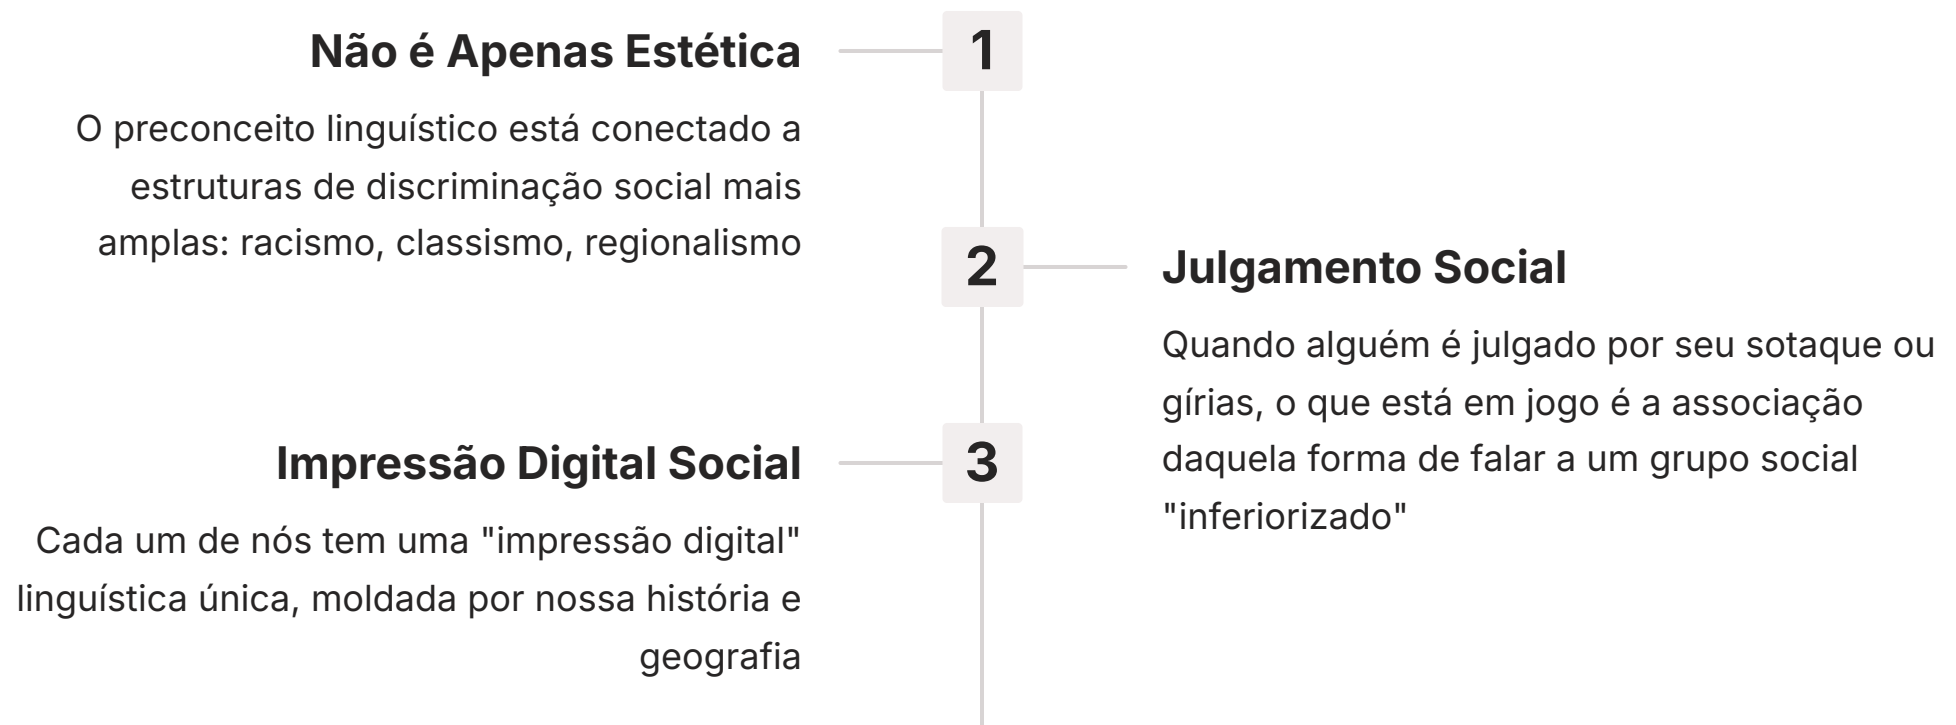 1
Não é Apenas Estética
O preconceito linguístico está conectado a
estruturas de discriminação social mais
amplas: racismo, classismo, regionalismo
2
Julgamento Social
Quando alguém é julgado por seu sotaque ou
gírias, o que está em jogo é a associação
daquela forma de falar a um grupo social
"inferiorizado"
3
Impressão Digital Social
Cada um de nós tem uma "impressão digital"
linguística única, moldada por nossa história e
geografia